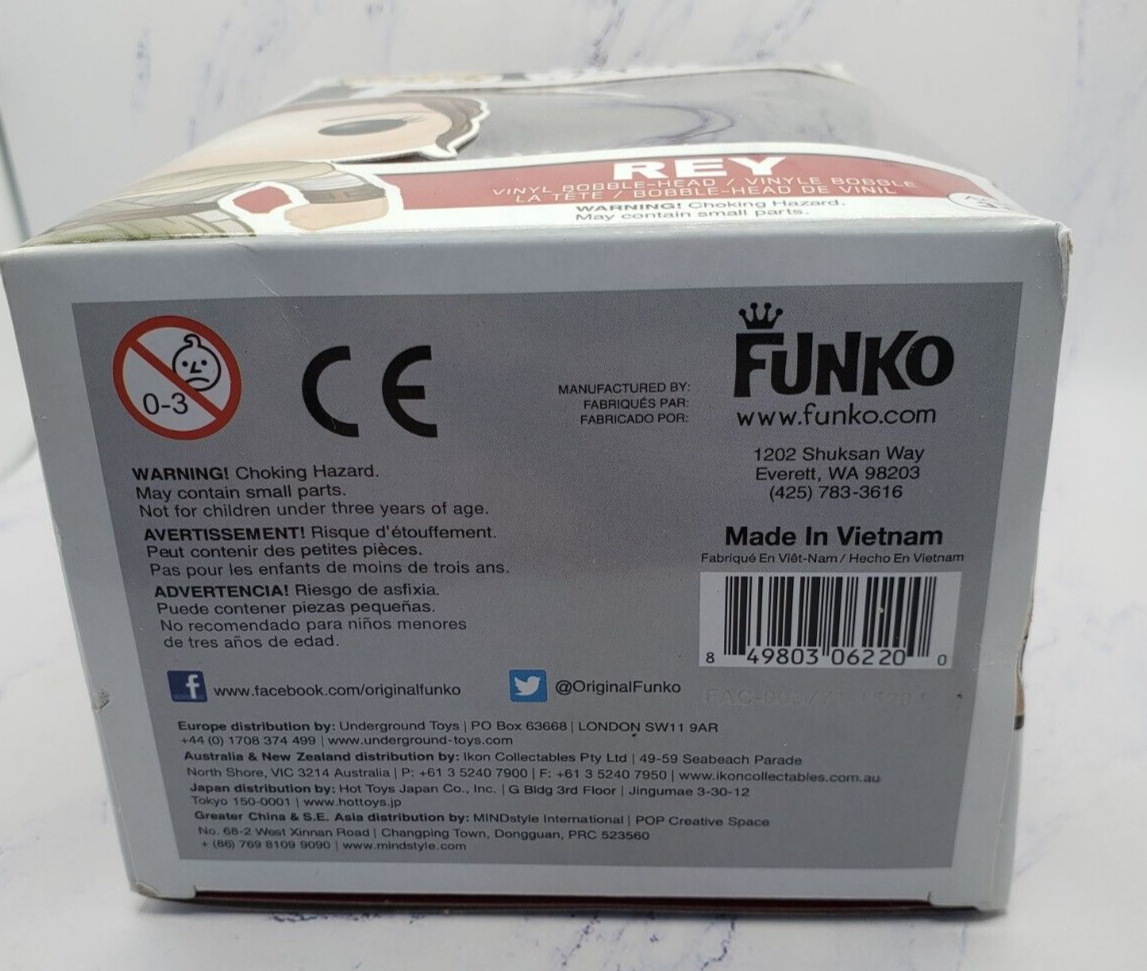 REY
VINYL BOBBLE-HEAD / VINYLE BOBBLE
LA TÊTE / BOBBLE-HEAD DE VINIL
WARNING! Choking Hazard.
May contain small parts.
0-3
CE
MANUFACTURED BY:
FABRIQUÉS PAR:
FABRICADO POR:
FUNKO
www.funko.com
1202 Shuksan Way
Everett, WA 98203
(425) 783-3616
WARNING! Choking Hazard.
May contain small parts.
Not for children under three years of age.
AVERTISSEMENT! Risque d'étouffement.
Peut contenir des petites pièces.
Pas pour les enfants de moins de trois ans.
ADVERTENCIA! Riesgo de asfixia.
Puede contener piezas pequeñas.
No recomendado para niños menores
de tres años de edad.
Made In Vietnam
Fabriqué En Viêt-Nam / Hecho En Vietnam
8 49803 06220 0
www.facebook.com/originalfunko
@OriginalFunko
Europe distribution by: Underground Toys | PO Box 63668 | LONDON SW11 9AR
+44 (0) 1708 374 499 | www.underground-toys.com
Australia & New Zealand distribution by: Ikon Collectables Pty Ltd | 49-59 Seabeach Parade
North Shore, VIC 3214 Australia | P: +61 3 5240 7900 | F: +61 3 5240 7950 | www.ikoncollectables.com.au
Japan distribution by: Hot Toys Japan Co., Inc. | G Bldg 3rd Floor | Jingumae 3-30-12
Tokyo 150-0001 | www.hottoys.jp
Greater China & S.E. Asia distribution by: MINDstyle International | POP Creative Space
No. 68-2 West Xinnan Road | Changping Town, Dongguan, PRC 523560
+ (86) 769 8109 9090 | www.mindstyle.com